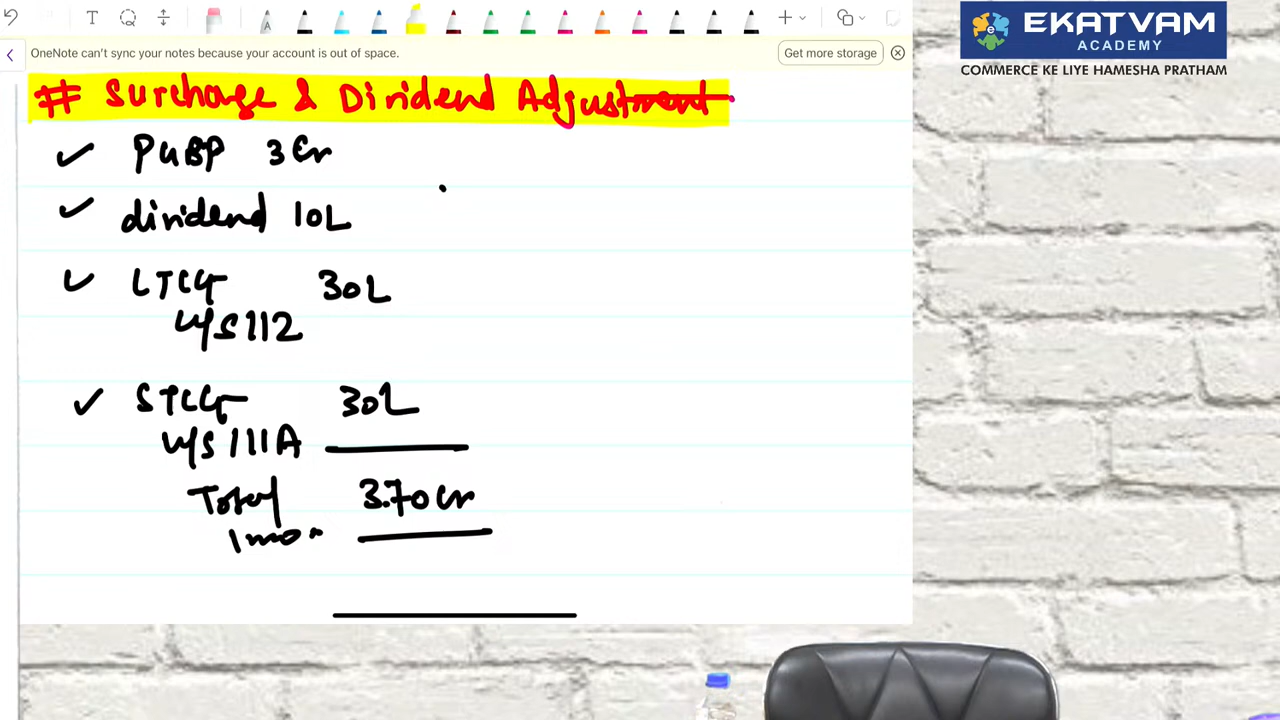 EKATVAM
ACADEMY
COMMERCE KE LIYE HAMESHA PRATHAM
OneNote can't sync your notes because your account is out of space.
Get more storage
# Surcharge & Dividend Adjustment
PGBP 3 Cr
dividend 10L
LTCG 30L
u/s 112
STCG 30L
u/s 111A
Total 3.70 Cr